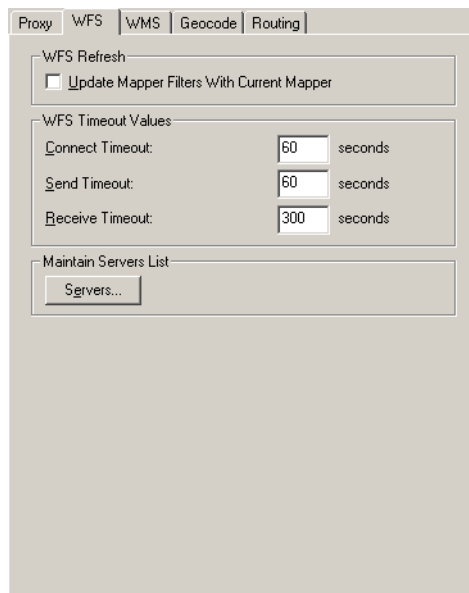 Proxy WFS WMS Geocode Routing
WFS Refresh
Update Mapper Filters With Current Mapper
WFS Timeout Values
Connect Timeout: 60 seconds
Send Timeout: 60 seconds
Receive Timeout: 300 seconds
Maintain Servers List
Servers...